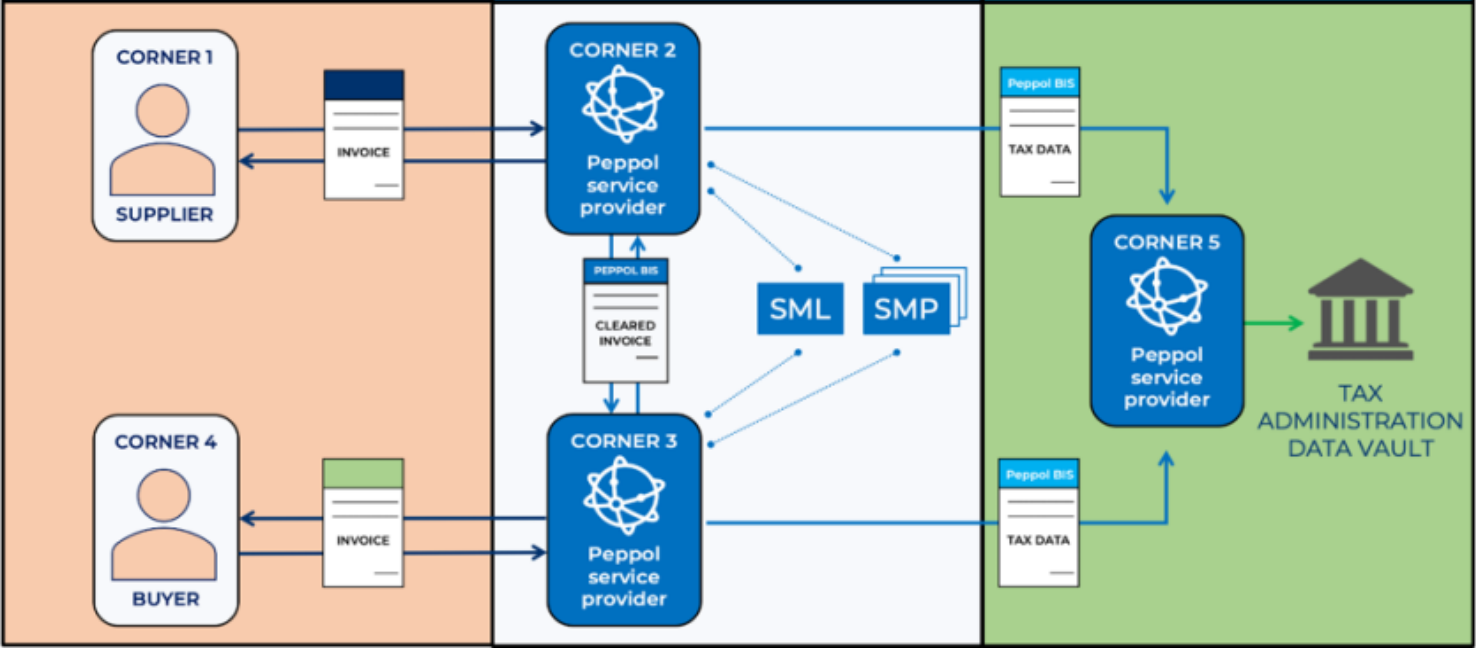 CORNER 1
SUPPLIER
INVOICE
CORNER 2
Peppol
service
provider
Peppol BIS
TAX DATA
PEPPOL BIS
CLEARED
INVOICE
SML
SMP
CORNER 5
Peppol
service
provider
TAX
ADMINISTRATION
DATA VAULT
CORNER 4
BUYER
INVOICE
CORNER 3
Peppol
service
provider
Peppol BIS
TAX DATA